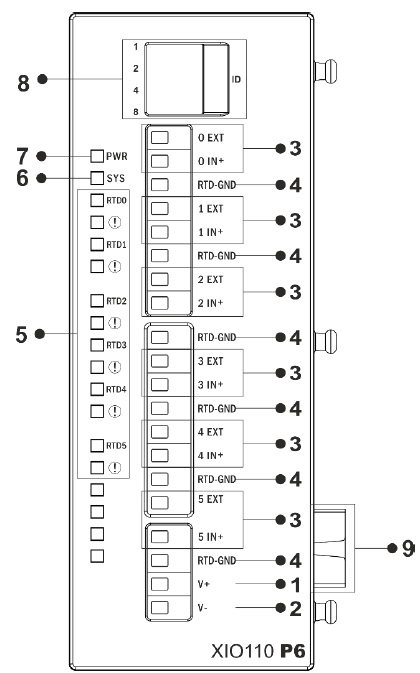 1
2
4
8
ID
8
0 EXT
0 IN+
3
7 PWR
6 SYS
RTD-GND 4
RTD0
!
1 EXT
1 IN+
3
RTD1
!
RTD-GND 4
2 EXT
2 IN+
3
RTD2
!
5
RTD-GND 4
RTD3
!
3 EXT
3 IN+
3
RTD4
!
RTD-GND 4
4 EXT
4 IN+
3
RTD5
!
RTD-GND 4
5 EXT
5 IN+
3
9
RTD-GND 4
V+ 1
V- 2
XIO110 P6